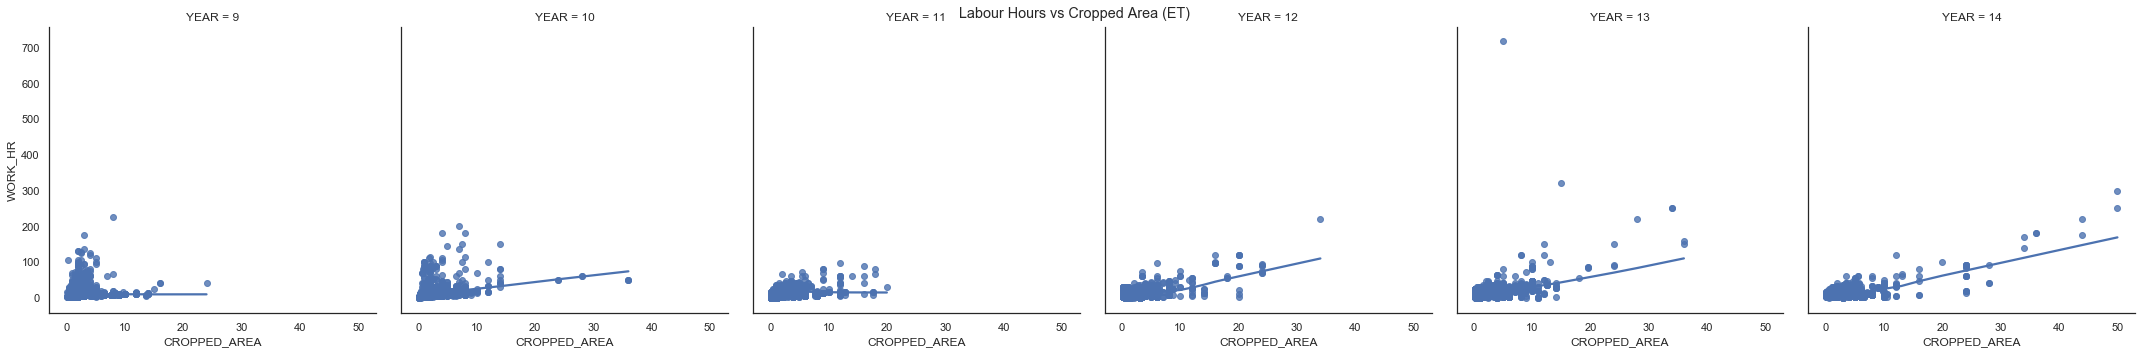 Labour Hours vs Cropped Area (ET)
YEAR = 9
YEAR = 10
YEAR = 11
YEAR = 12
YEAR = 13
YEAR = 14
WORK_HR
700
600
500
400
300
200
100
0
0 10 20 30 40 50
0 10 20 30 40 50
0 10 20 30 40 50
0 10 20 30 40 50
0 10 20 30 40 50
0 10 20 30 40 50
CROPPED_AREA
CROPPED_AREA
CROPPED_AREA
CROPPED_AREA
CROPPED_AREA
CROPPED_AREA